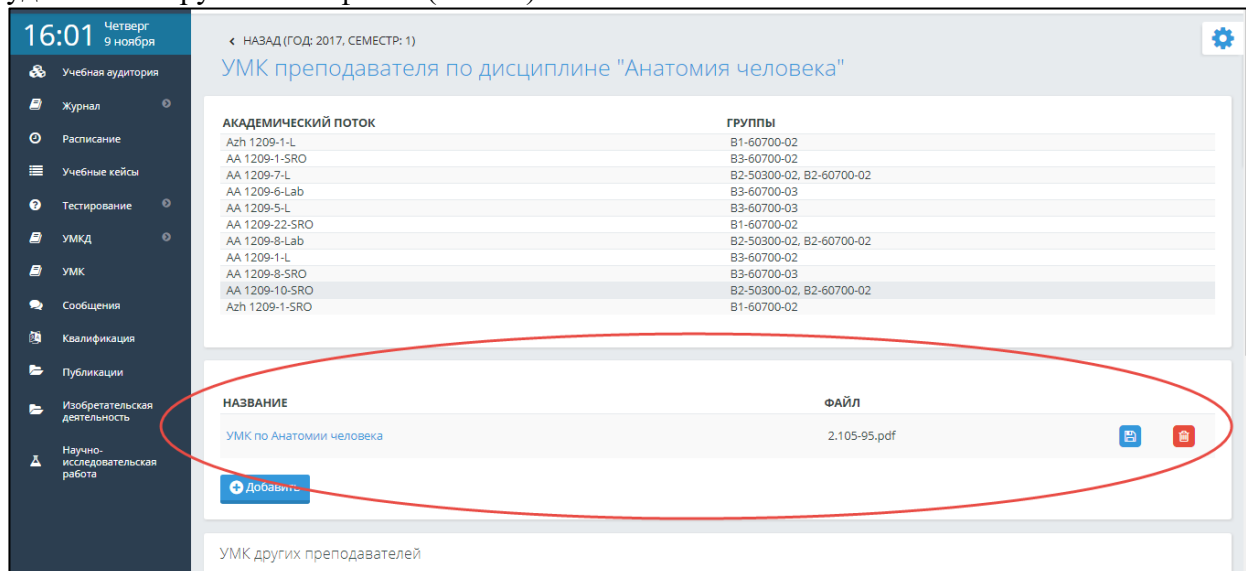 16:01 Четверг
9 ноября
Учебная аудитория
Журнал
Расписание
Учебные кейсы
Тестирование
УМКД
УМК
Сообщения
Квалификация
Публикации
Изобретательская
деятельность
Научно-
исследовательская
работа
НАЗАД (ГОД: 2017, СЕМЕСТР: 1)
УМК преподавателя по дисциплине "Анатомия человека"
АКАДЕМИЧЕСКИЙ ПОТОК ГРУППЫ
Azh 1209-1-L B1-60700-02
AA 1209-1-SRO B3-60700-02
AA 1209-7-L B2-50300-02, B2-60700-02
AA 1209-6-Lab B3-60700-03
AA 1209-5-L B3-60700-03
AA 1209-22-SRO B1-60700-02
AA 1209-8-Lab B2-50300-02, B2-60700-02
AA 1209-1-L B3-60700-02
AA 1209-8-SRO B3-60700-03
AA 1209-10-SRO B2-50300-02, B2-60700-02
Azh 1209-1-SRO B1-60700-02
НАЗВАНИЕ ФАЙЛ
УМК по Анатомии человека 2.105-95.pdf
Добавить
УМК других преподавателей